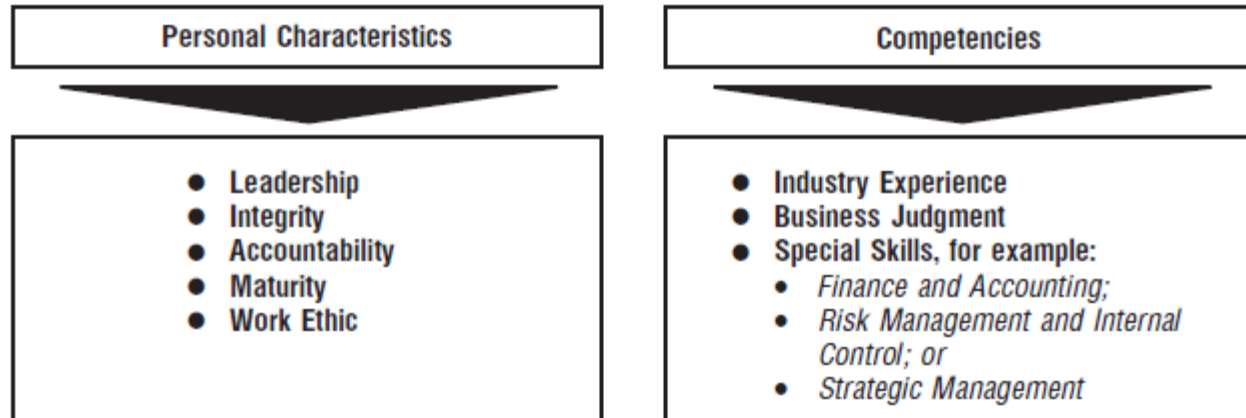 Personal Characteristics
● Leadership
● Integrity
● Accountability
● Maturity
● Work Ethic
Competencies
● Industry Experience
● Business Judgment
● Special Skills, for example:
• Finance and Accounting;
• Risk Management and Internal
Control; or
• Strategic Management